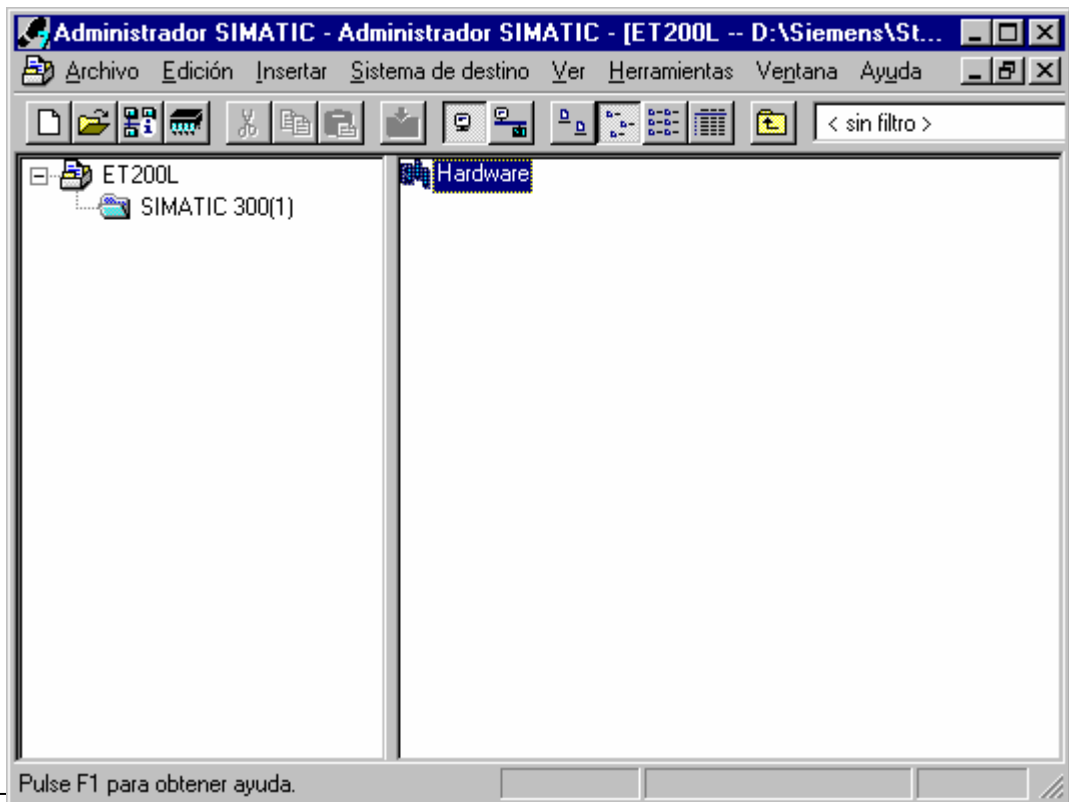 Administrador SIMATIC - Administrador SIMATIC - [ET200L -- D:\Siemens\St...
Archivo Edición Insertar Sistema de destino Ver Herramientas Ventana Ayuda
< sin filtro >
ET200L
SIMATIC 300(1)
Hardware
Pulse F1 para obtener ayuda.